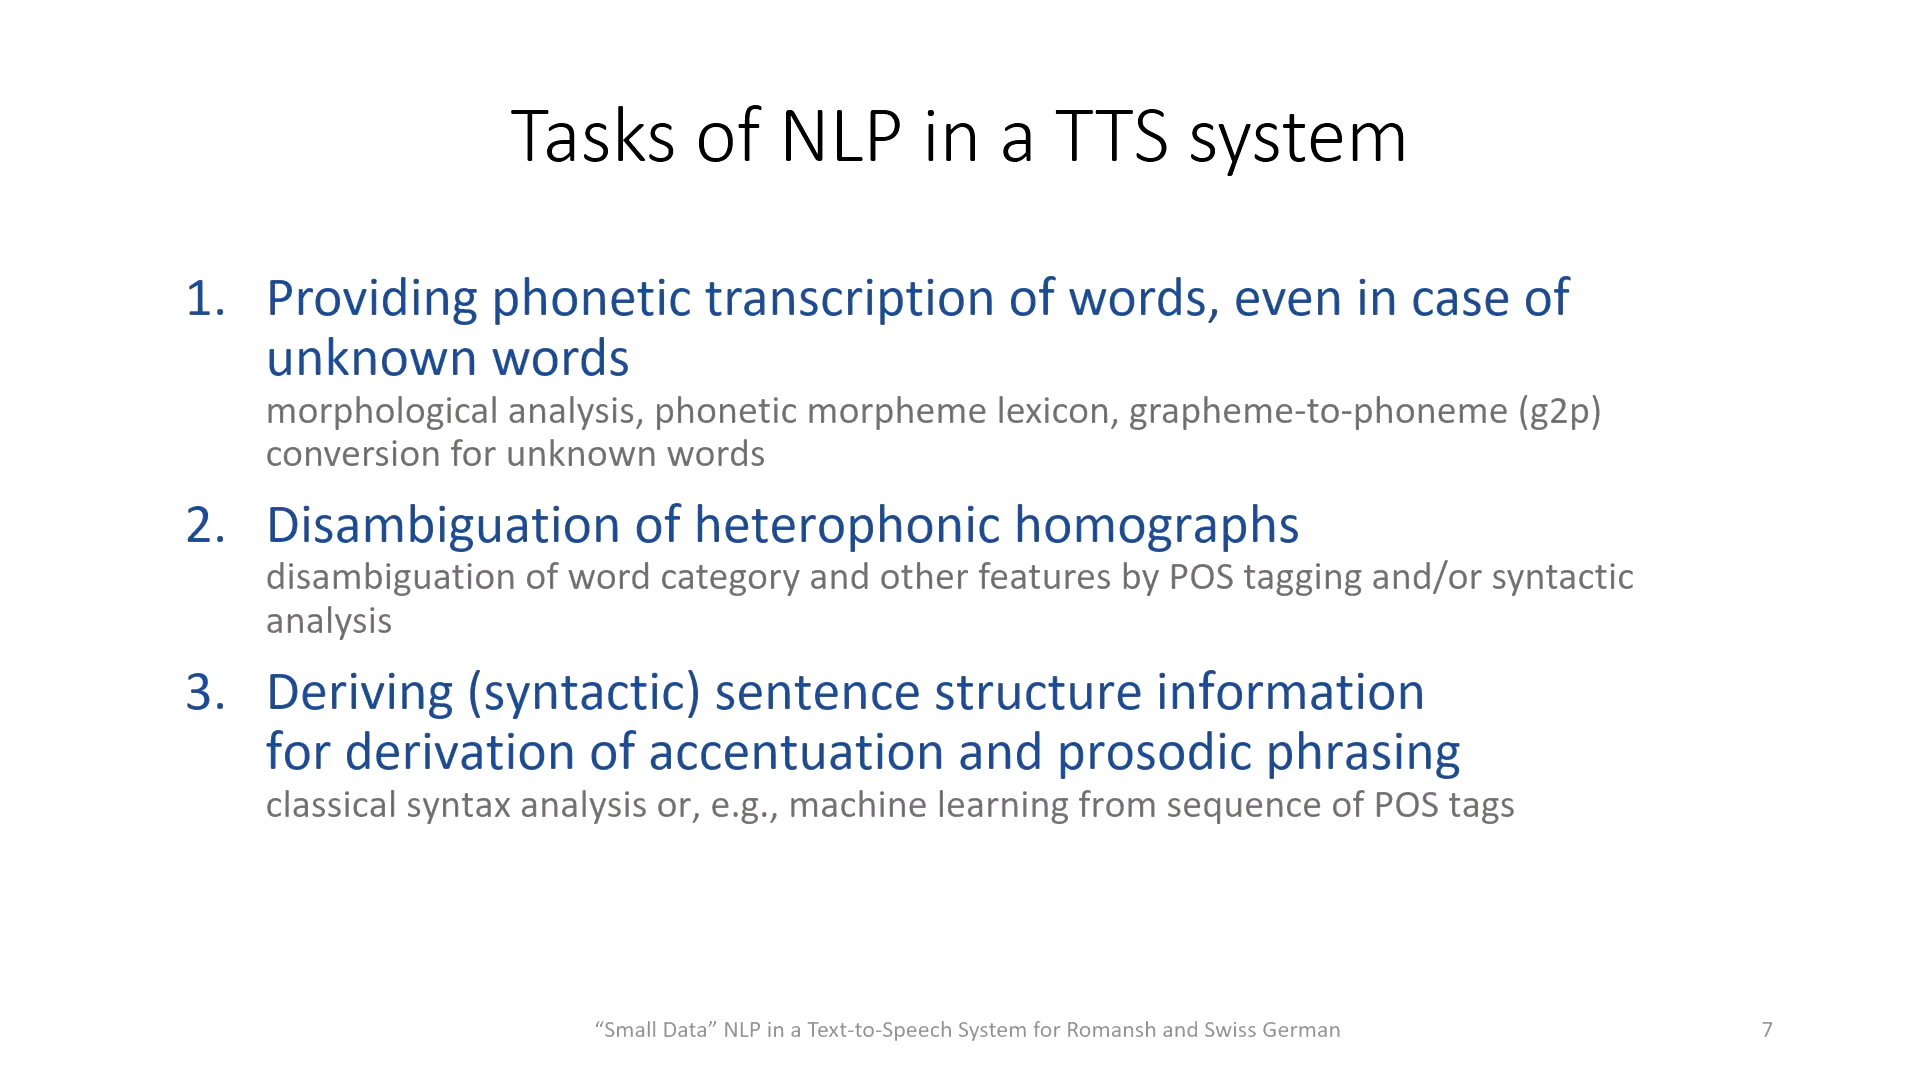 Tasks of NLP in a TTS system
1. Providing phonetic transcription of words, even in case of
unknown words
morphological analysis, phonetic morpheme lexicon, grapheme-to-phoneme (g2p)
conversion for unknown words
2. Disambiguation of heterophonic homographs
disambiguation of word category and other features by POS tagging and/or syntactic
analysis
3. Deriving (syntactic) sentence structure information
for derivation of accentuation and prosodic phrasing
classical syntax analysis or, e.g., machine learning from sequence of POS tags
“Small Data” NLP in a Text-to-Speech System for Romansh and Swiss German
7